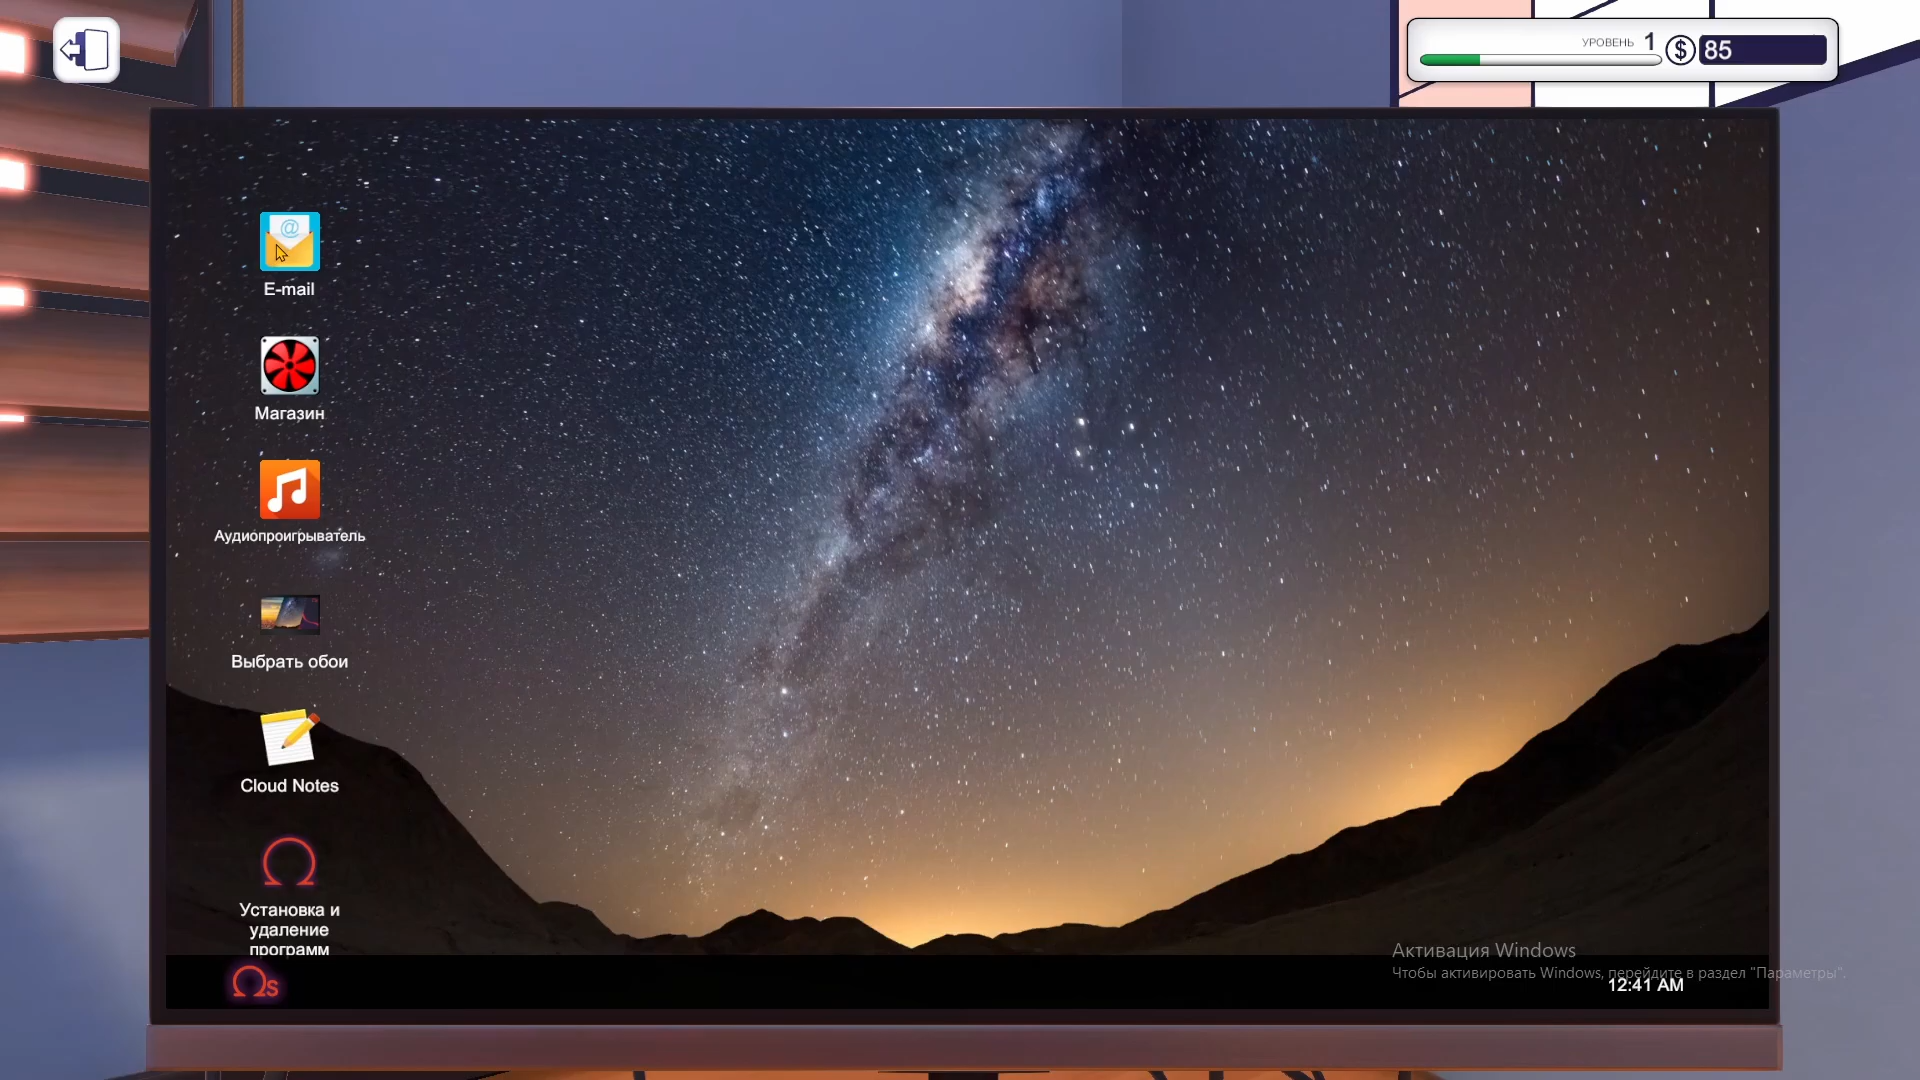 УРОВЕНЬ 1
85
@
E-mail
Магазин
Аудиопроигрыватель
Выбрать обои
Cloud Notes
Установка и
удаление
программ
Ωs
Активация Windows
Чтобы активировать Windows, перейдите в раздел "Параметры".
12:41 AM